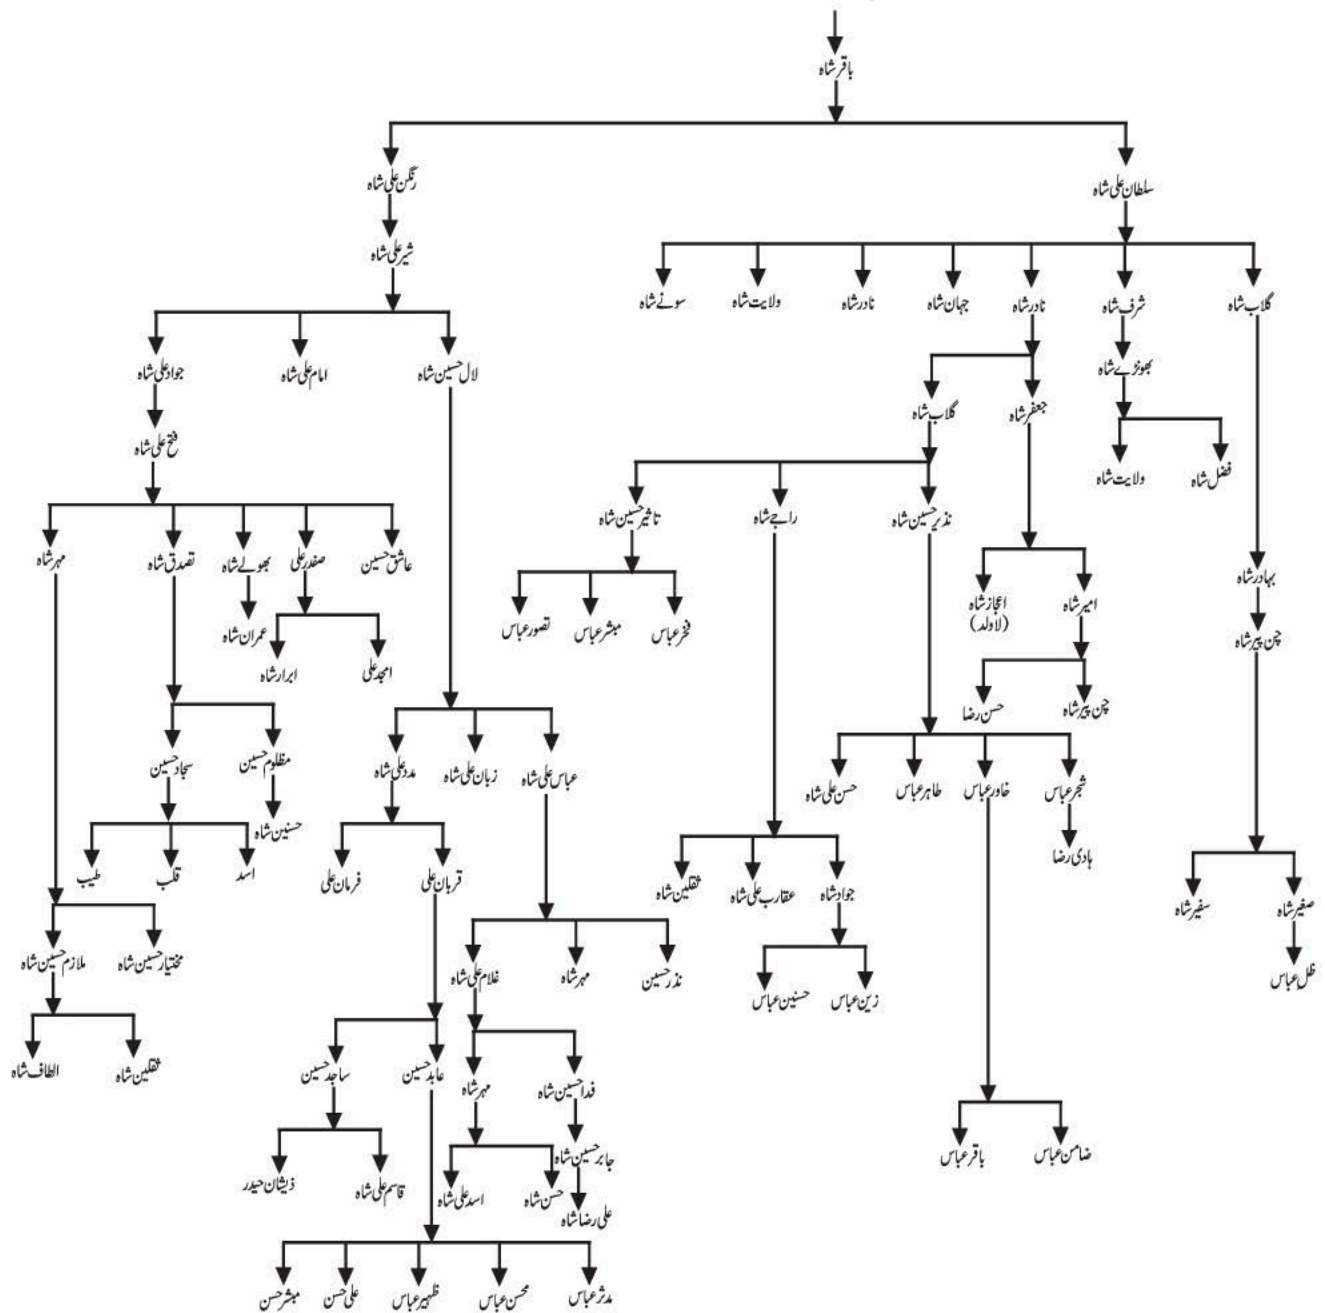 باقر شاہ
سلطان علی شاہ
رنگن علی شاہ
شیر علی شاہ
گلاب شاہ
شرف شاہ
نادر شاہ
جہان شاہ
نادر شاہ
ولایت شاہ
سونے شاہ
لال حسین شاہ
امام علی شاہ
جواد علی شاہ
بھونڑے شاہ
جعفر شاہ
گلاب شاہ
فتح علی شاہ
فضل شاہ
ولایت شاہ
نذیر حسین شاہ
راجے شاہ
تاثیر حسین شاہ
عاشق حسین
صفدر علی
بھولے شاہ
تصدق شاہ
مہر شاہ
بہادر شاہ
امیر شاہ
اعجاز شاہ
(لاولد)
فخر عباس
مبشر عباس
تصور عباس
عمران شاہ
چن پیر شاہ
امجد علی
ابرار شاہ
چن پیر شاہ
حسن رضا
عباس علی شاہ
زبان علی شاہ
مدد علی شاہ
مظلوم حسین
سجاد حسین
شجر عباس
خاور عباس
طاہر عباس
حسن علی شاہ
حسنین شاہ
ہادی رضا
اسد
قلب
طیب
قربان علی
فرمان علی
جواد شاہ
عقارب علی شاہ
ثقلین شاہ
صغیر شاہ
سفیر شاہ
مختیار حسین شاہ
ملازم حسین شاہ
نذر حسین
مہر شاہ
غلام علی شاہ
ظل عباس
زین عباس
حسنین عباس
ثقلین شاہ
الطاف شاہ
عابد حسین
ساجد حسین
فدا حسین شاہ
مہر شاہ
جابر حسین شاہ
ضامن عباس
باقر عباس
قاسم علی شاہ
ذیشان حیدر
حسن شاہ
اسد علی شاہ
علی رضا شاہ
مدثر عباس
محسن عباس
ظہیر عباس
علی حسن
مبشر حسن